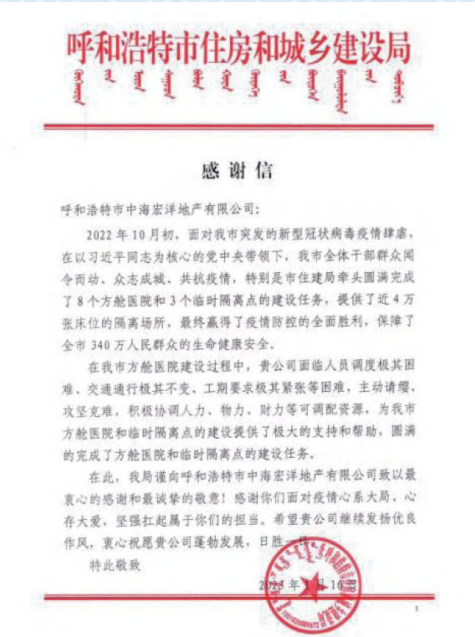 呼和浩特市住房和城乡建设局
感谢信
呼和浩特市中海宏洋地产有限公司：
2022年10月初，面对我市突发的新型冠状病毒疫情肆虐，
在以习近平同志为核心的党中央带领下，我市全体干部群众闻
令而动、众志成城、共抗疫情，特别是市住建局牵头圆满完成
了8个方舱医院和3个临时隔离点的建设任务，提供了近4万
张床位的隔离场所，最终赢得了疫情防控的全面胜利，保障了
全市340万人民群众的生命健康安全。
在我市方舱医院建设过程中，贵公司面临人员调度极其困
难、交通通行极其不变、工期要求极其紧张等困难，主动请缨、
攻坚克难，积极协调人力、物力、财力等可调配资源，为我市
方舱医院和临时隔离点的建设提供了极大的支持和帮助，圆满
的完成了方舱医院和临时隔离点的建设任务。
在此，我局谨向呼和浩特市中海宏洋地产有限公司致以最
衷心的感谢和最诚挚的敬意！感谢你们面对疫情心系大局、心
存大爱，坚强扛起属于你们的担当。希望贵公司继续发扬优良
作风，衷心祝愿贵公司蓬勃发展，日胜一日
特此敬致
2023年 月10日
1